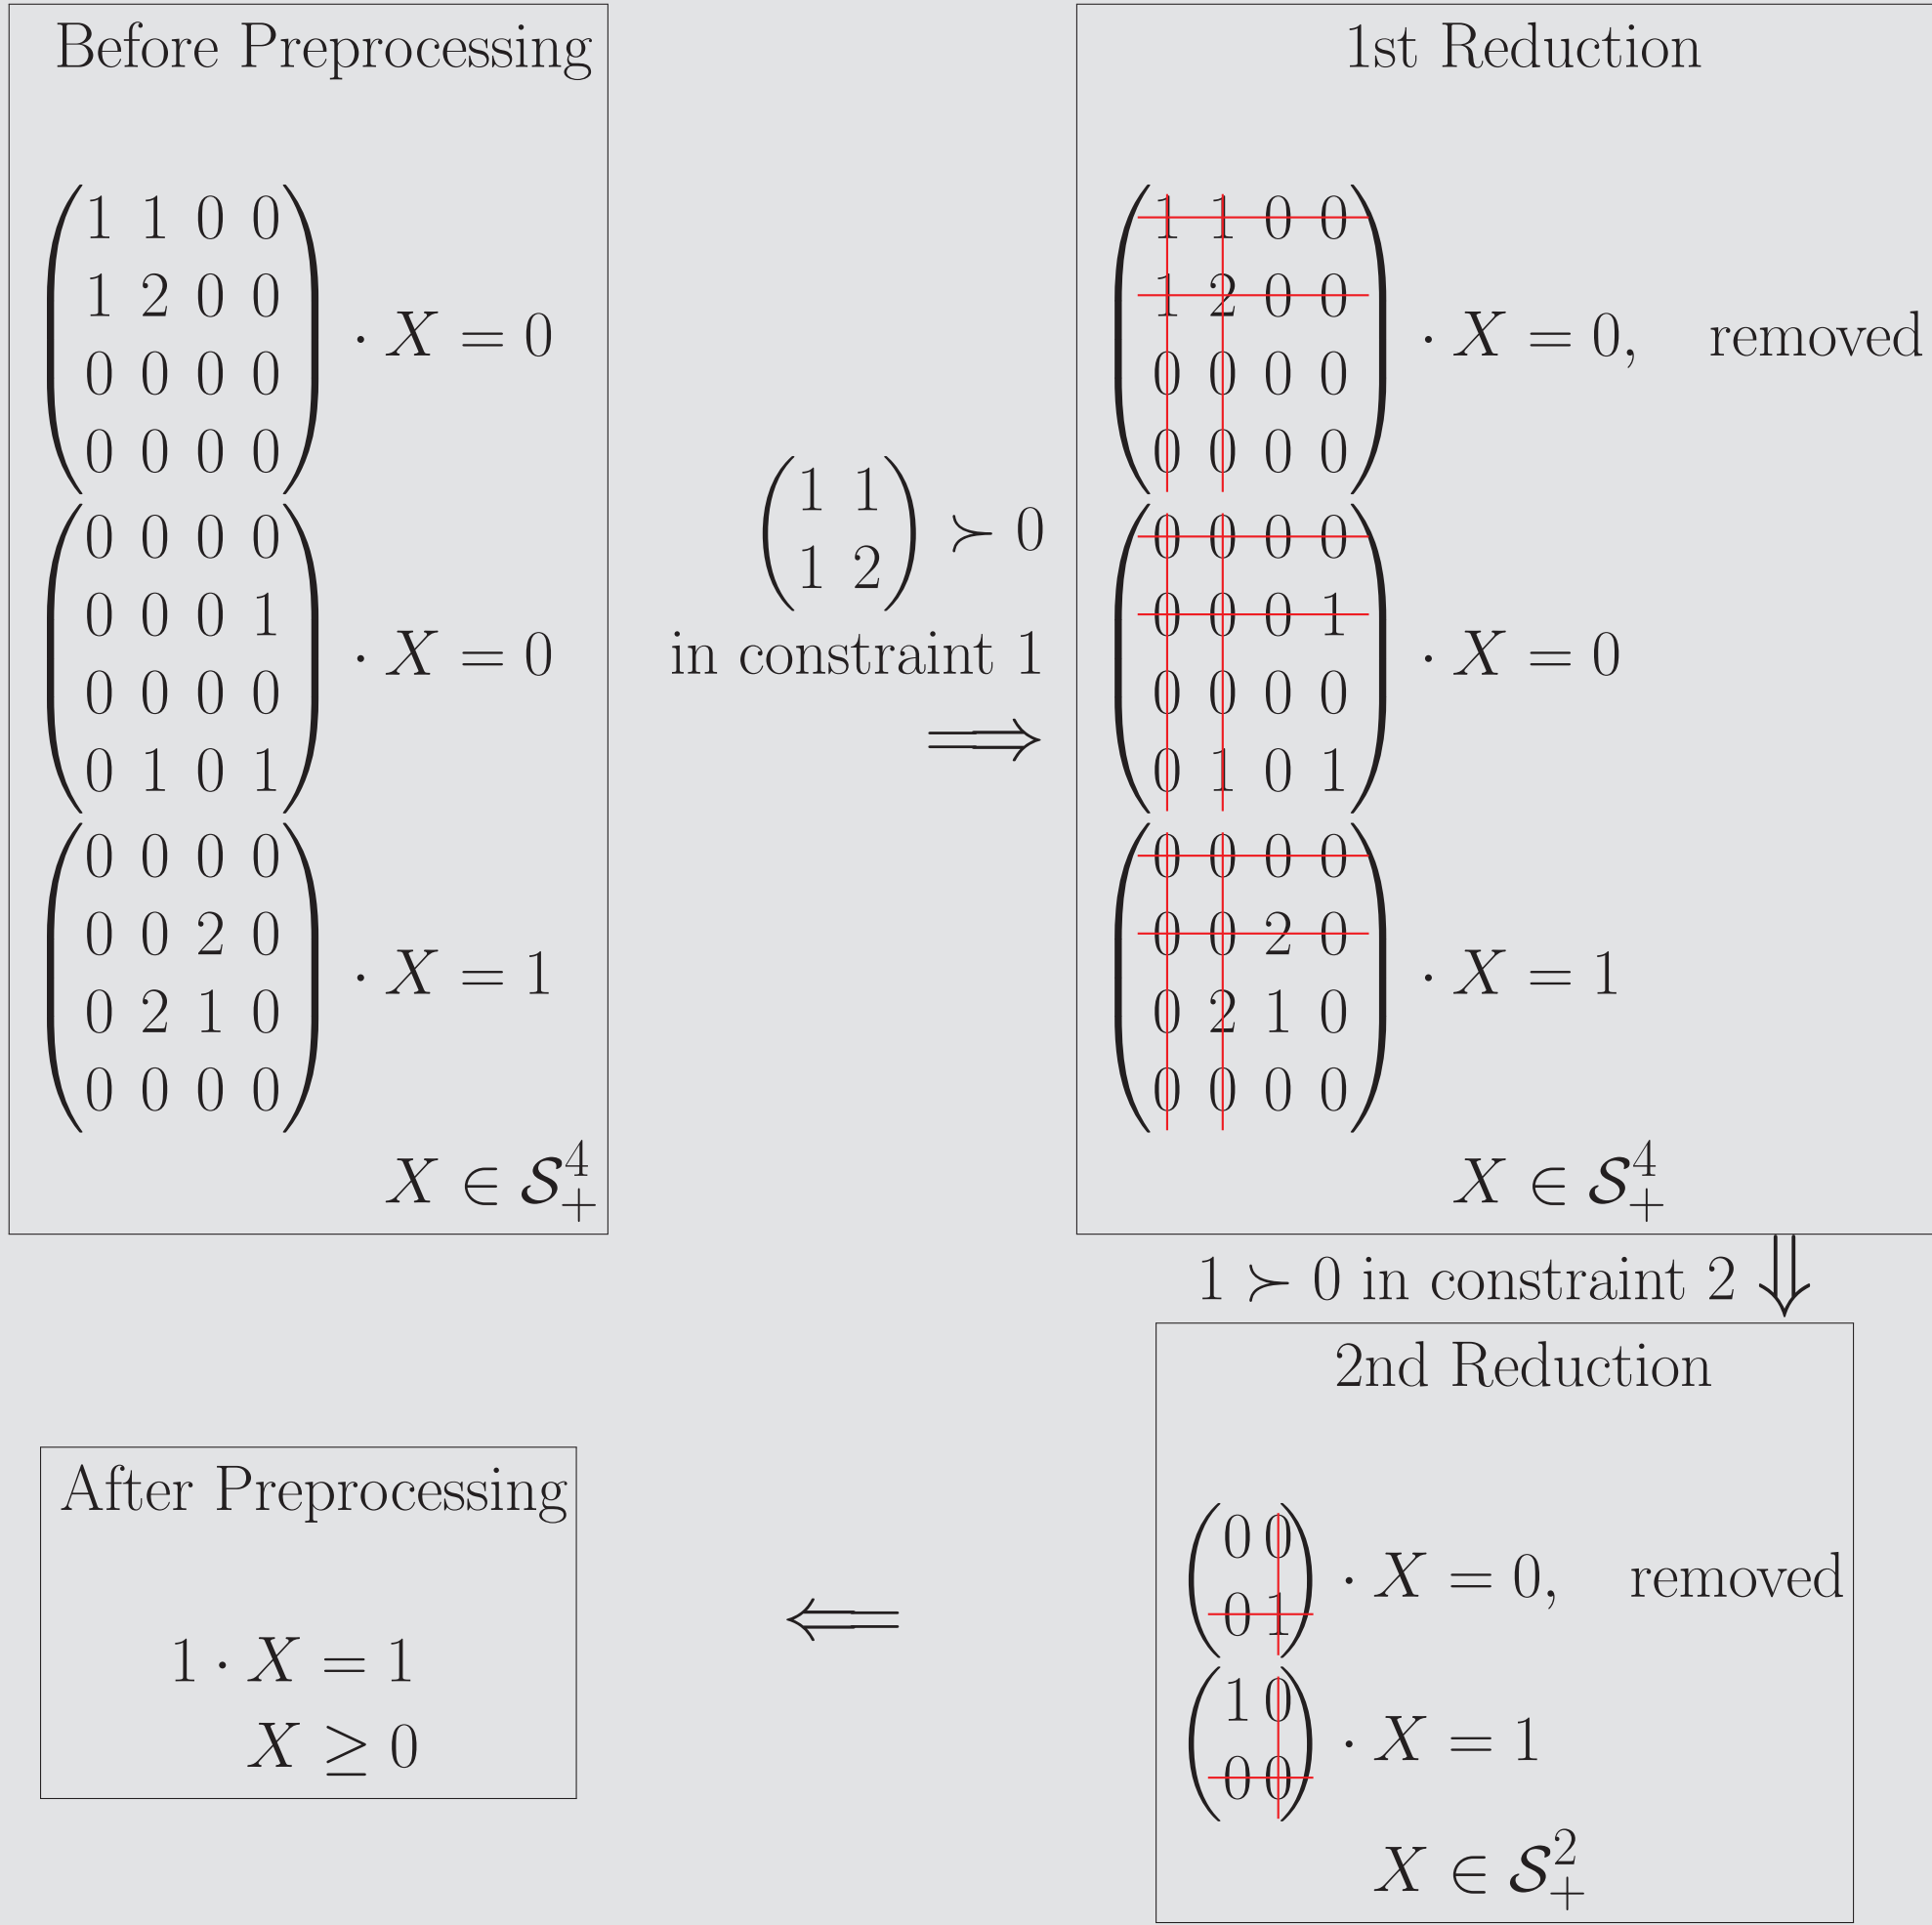 Before Preprocessing
1 1 0 0
1 2 0 0
0 0 0 0
0 0 0 0
· X = 0
0 0 0 0
0 0 0 1
0 0 0 0
0 1 0 1
· X = 0
0 0 0 0
0 0 2 0
0 2 1 0
0 0 0 0
· X = 1
X ∈ 𝒮⁴₊
1 1
1 2
≻ 0
in constraint 1
⟹
1st Reduction
1 1 0 0
1 2 0 0
0 0 0 0
0 0 0 0
· X = 0, removed
0 0 0 0
0 0 0 1
0 0 0 0
0 1 0 1
· X = 0
0 0 0 0
0 0 2 0
0 2 1 0
0 0 0 0
· X = 1
X ∈ 𝒮⁴₊
1 ≻ 0 in constraint 2 ⇓
2nd Reduction
0 0
0 1
· X = 0, removed
1 0
0 0
· X = 1
X ∈ 𝒮²₊
⟸
After Preprocessing
1 · X = 1
X ≥ 0